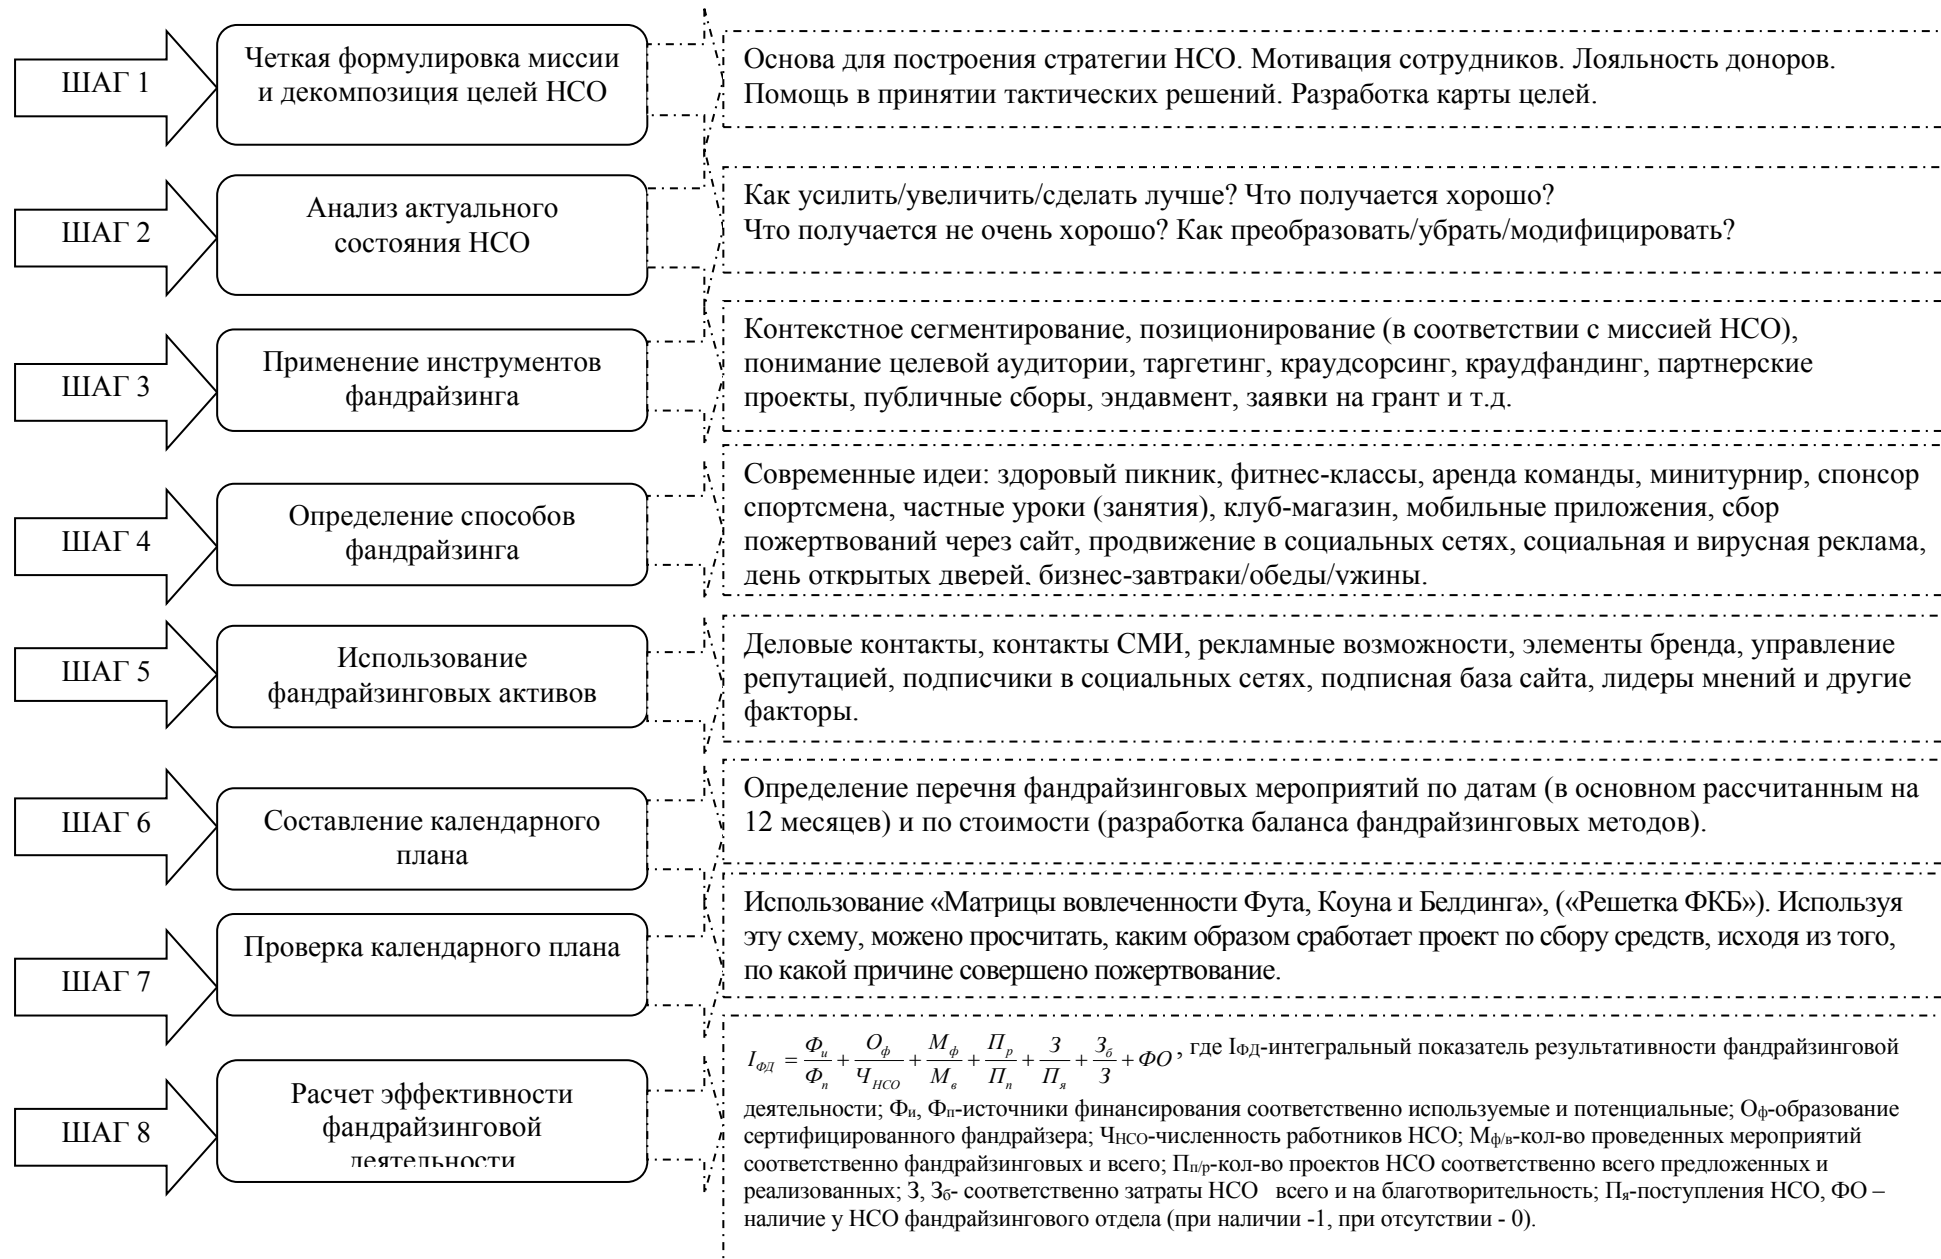 ШАГ 1
Четкая формулировка миссии
и декомпозиция целей НСО
Основа для построения стратегии НСО. Мотивация сотрудников. Лояльность доноров.
Помощь в принятии тактических решений. Разработка карты целей.
ШАГ 2
Анализ актуального
состояния НСО
Как усилить/увеличить/сделать лучше? Что получается хорошо?
Что получается не очень хорошо? Как преобразовать/убрать/модифицировать?
ШАГ 3
Применение инструментов
фандрайзинга
Контекстное сегментирование, позиционирование (в соответствии с миссией НСО),
понимание целевой аудитории, таргетинг, краудсорсинг, краудфандинг, партнерские
проекты, публичные сборы, эндавмент, заявки на грант и т.д.
ШАГ 4
Определение способов
фандрайзинга
Современные идеи: здоровый пикник, фитнес-классы, аренда команды, минитурнир, спонсор
спортсмена, частные уроки (занятия), клуб-магазин, мобильные приложения, сбор
пожертвований через сайт, продвижение в социальных сетях, социальная и вирусная реклама,
день открытых дверей, бизнес-завтраки/обеды/ужины.
ШАГ 5
Использование
фандрайзинговых активов
Деловые контакты, контакты СМИ, рекламные возможности, элементы бренда, управление
репутацией, подписчики в социальных сетях, подписная база сайта, лидеры мнений и другие
факторы.
ШАГ 6
Составление календарного
плана
Определение перечня фандрайзинговых мероприятий по датам (в основном рассчитанным на
12 месяцев) и по стоимости (разработка баланса фандрайзинговых методов).
ШАГ 7
Проверка календарного плана
Использование «Матрицы вовлеченности Фута, Коуна и Белдинга», («Решетка ФКБ»). Используя
эту схему, можено просчитать, каким образом сработает проект по сбору средств, исходя из того,
по какой причине совершено пожертвование.
ШАГ 8
Расчет эффективности
фандрайзинговой
деятельности
I_ФД = Ф_и/Ф_п + О_ф/Ч_НСО + М_ф/М_в + П_р/П_п + З/П_я + З_б/З + ФО, где IФД-интегральный показатель результативности фандрайзинговой
деятельности; Фи, Фп-источники финансирования соответственно используемые и потенциальные; Оф-образование
сертифицированного фандрайзера; ЧНСО-численность работников НСО; Мф/в-кол-во проведенных мероприятий
соответственно фандрайзинговых и всего; Пп/р-кол-во проектов НСО соответственно всего предложенных и
реализованных; З, Зб- соответственно затраты НСО всего и на благотворительность; Пя-поступления НСО, ФО –
наличие у НСО фандрайзингового отдела (при наличии -1, при отсутствии - 0).